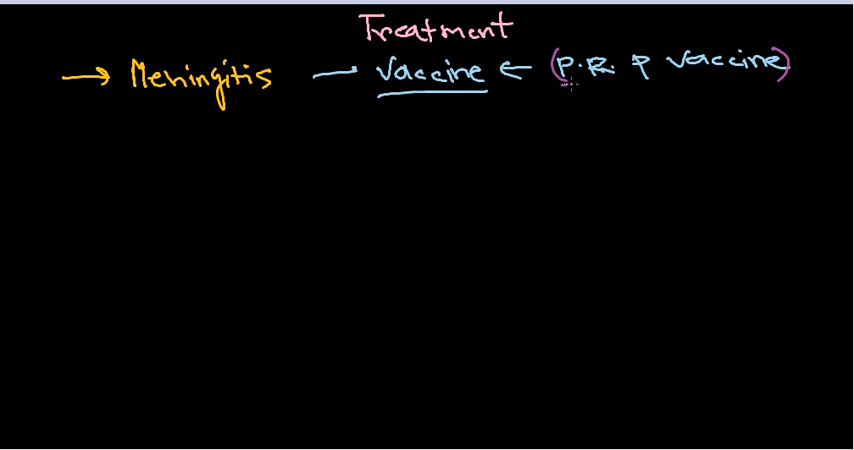 Treatment
→ Meningitis — Vaccine ← (P.R. P vaccine)